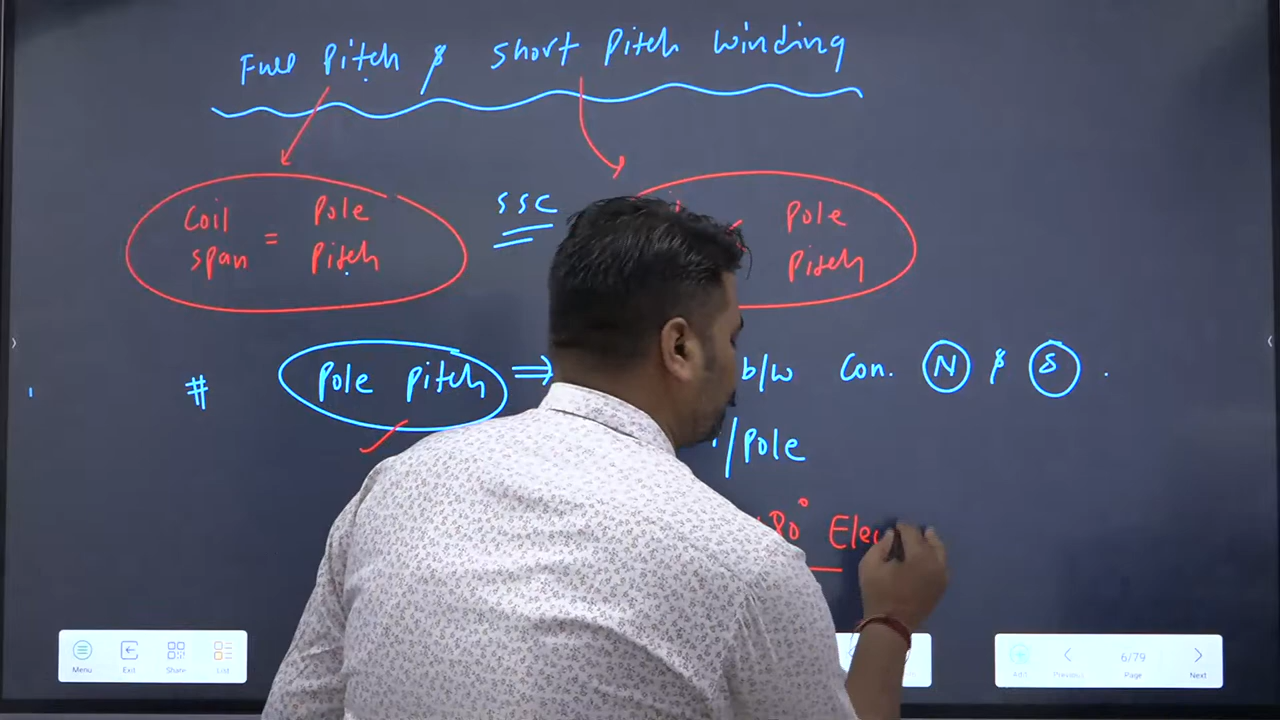 Full Pitch & Short Pitch Winding
Coil span = Pole Pitch
SSC
Pole Pitch
# Pole Pitch ⇒ b/w Con. N & S .
/Pole
180° Elec
Menu Exit Share List
6/79
Previous Page Next